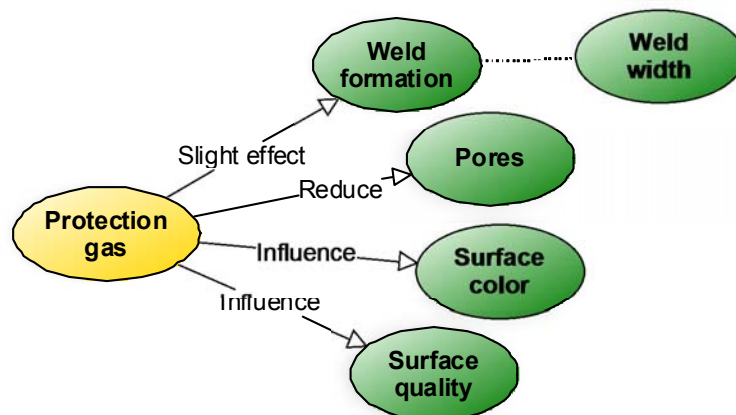 Weld
formation
Weld
width
Slight effect
Pores
Reduce
Protection
gas
Influence
Surface
color
Influence
Surface
quality